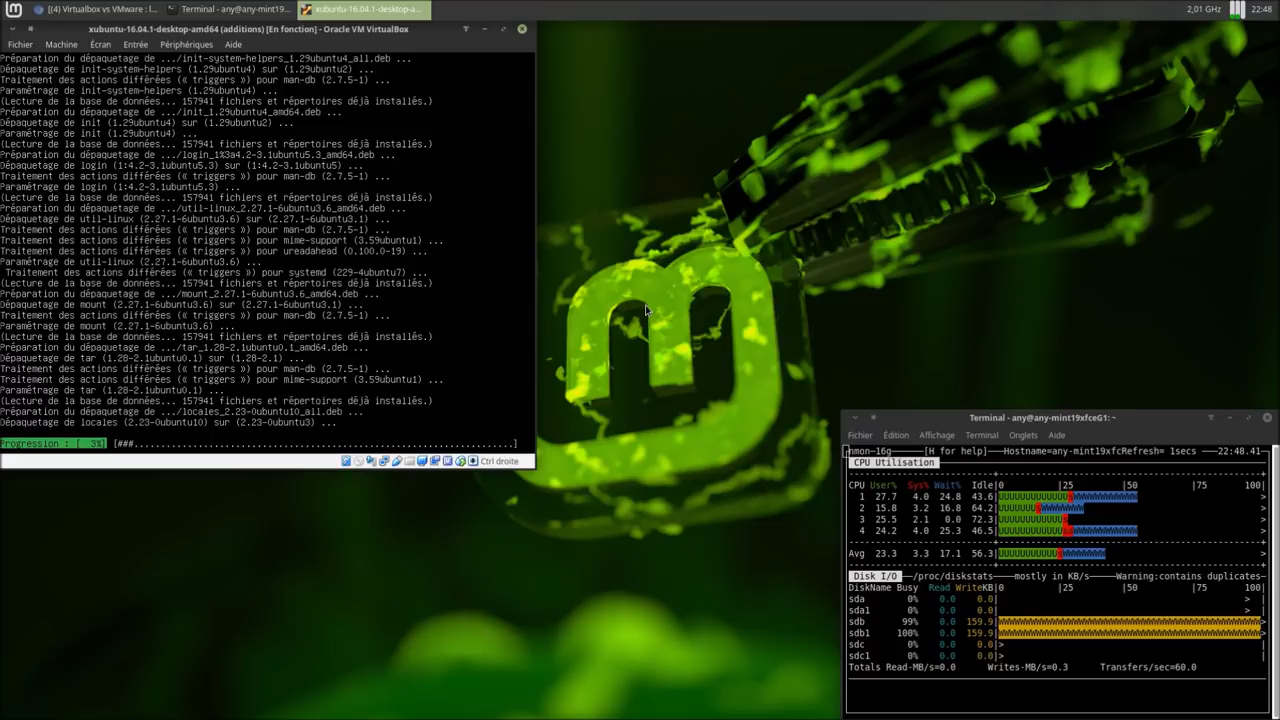 [(4) Virtualbox vs VMware : l...
Terminal - any@any-mint19...
xubuntu-16.04.1-desktop-a...
2,01 GHz
22:48
xubuntu-16.04.1-desktop-amd64 (additions) [En fonction] - Oracle VM VirtualBox
Fichier Machine Écran Entrée Périphériques Aide
Préparation du dépaquetage de .../init-system-helpers_1.29ubuntu4_all.deb ...
Dépaquetage de init-system-helpers (1.29ubuntu4) sur (1.29ubuntu2) ...
Traitement des actions différées (« triggers ») pour man-db (2.7.5-1) ...
Paramétrage de init-system-helpers (1.29ubuntu4) ...
(Lecture de la base de données... 157941 fichiers et répertoires déjà installés.)
Préparation du dépaquetage de .../init_1.29ubuntu4_amd64.deb ...
Dépaquetage de init (1.29ubuntu4) sur (1.29ubuntu2) ...
Paramétrage de init (1.29ubuntu4) ...
(Lecture de la base de données... 157941 fichiers et répertoires déjà installés.)
Préparation du dépaquetage de .../login_1%3a4.2-3.1ubuntu5.3_amd64.deb ...
Dépaquetage de login (1:4.2-3.1ubuntu5.3) sur (1:4.2-3.1ubuntu5) ...
Traitement des actions différées (« triggers ») pour man-db (2.7.5-1) ...
Paramétrage de login (1:4.2-3.1ubuntu5.3) ...
(Lecture de la base de données... 157941 fichiers et répertoires déjà installés.)
Préparation du dépaquetage de .../util-linux_2.27.1-6ubuntu3.6_amd64.deb ...
Dépaquetage de util-linux (2.27.1-6ubuntu3.6) sur (2.27.1-6ubuntu3.1) ...
Traitement des actions différées (« triggers ») pour man-db (2.7.5-1) ...
Traitement des actions différées (« triggers ») pour mime-support (3.59ubuntu1) ...
Traitement des actions différées (« triggers ») pour ureadahead (0.100.0-19) ...
Paramétrage de util-linux (2.27.1-6ubuntu3.6) ...
Traitement des actions différées (« triggers ») pour systemd (229-4ubuntu7) ...
(Lecture de la base de données... 157941 fichiers et répertoires déjà installés.)
Préparation du dépaquetage de .../mount_2.27.1-6ubuntu3.6_amd64.deb ...
Dépaquetage de mount (2.27.1-6ubuntu3.6) sur (2.27.1-6ubuntu3.1) ...
Traitement des actions différées (« triggers ») pour man-db (2.7.5-1) ...
Paramétrage de mount (2.27.1-6ubuntu3.6) ...
(Lecture de la base de données... 157941 fichiers et répertoires déjà installés.)
Préparation du dépaquetage de .../tar_1.28-2.1ubuntu0.1_amd64.deb ...
Dépaquetage de tar (1.28-2.1ubuntu0.1) sur (1.28-2.1) ...
Traitement des actions différées (« triggers ») pour man-db (2.7.5-1) ...
Traitement des actions différées (« triggers ») pour mime-support (3.59ubuntu1) ...
Paramétrage de tar (1.28-2.1ubuntu0.1) ...
(Lecture de la base de données... 157941 fichiers et répertoires déjà installés.)
Préparation du dépaquetage de .../locales_2.23-0ubuntu10_all.deb ...
Dépaquetage de locales (2.23-0ubuntu10) sur (2.23-0ubuntu3) ...
Progression : [ 3%] [###...............................................................................]
Ctrl droite
Terminal - any@any-mint19xfceG1: ~
Fichier Édition Affichage Terminal Onglets Aide
nmon-16g [H for help] Hostname=any-mint19xfcRefresh= 1secs 22:48.41
CPU Utilisation
CPU User% Sys% Wait% Idle|0 |25 |50 |75 100|
1 27.7 4.0 24.8 43.6
2 15.8 3.2 16.8 64.2
3 25.5 2.1 0.0 72.3
4 24.2 4.0 25.3 46.5
Avg 23.3 3.3 17.1 56.3
Disk I/O /proc/diskstats mostly in KB/s Warning:contains duplicates
DiskName Busy Read WriteKB|0 |25 |50 |75 100|
sda 0% 0.0 0.0|
sda1 0% 0.0 0.0|
sdb 99% 0.0 159.9
sdb1 100% 0.0 159.9
sdc 0% 0.0 0.0|>
sdc1 0% 0.0 0.0|>
Totals Read-MB/s=0.0 Writes-MB/s=0.3 Transfers/sec=60.0